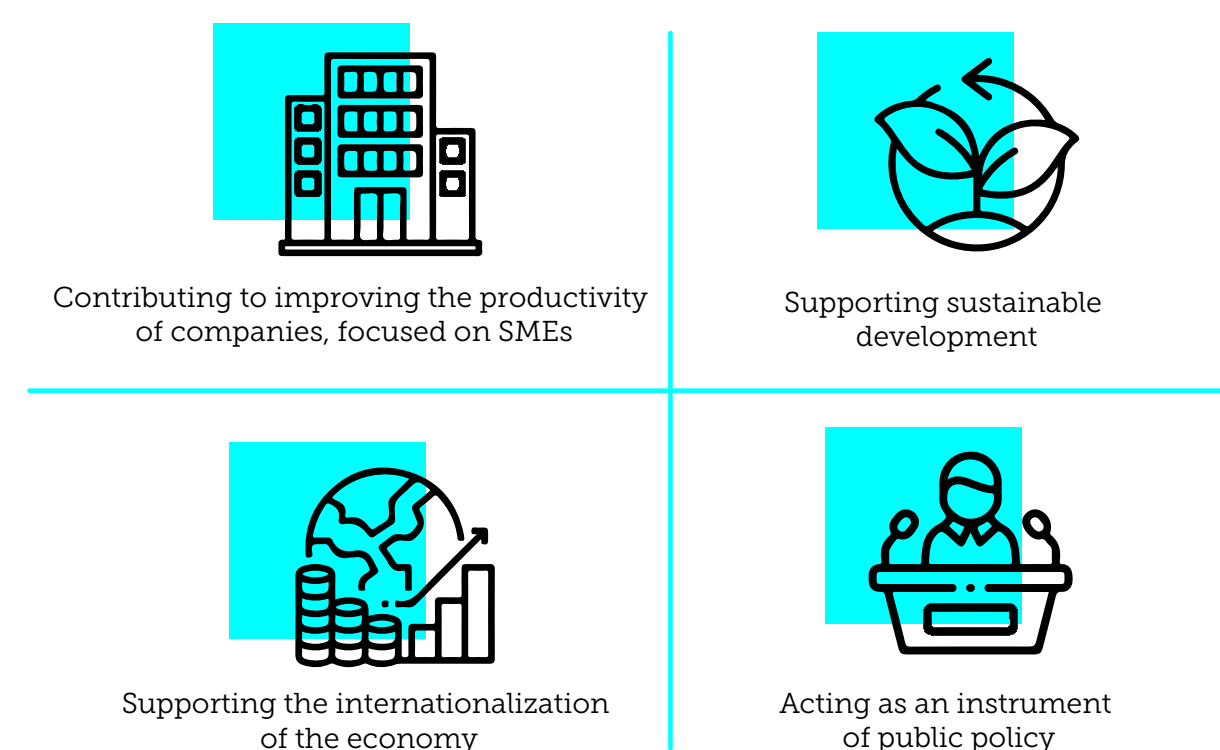 Contributing to improving the productivity
of companies, focused on SMEs
Supporting sustainable
development
Supporting the internationalization
of the economy
Acting as an instrument
of public policy